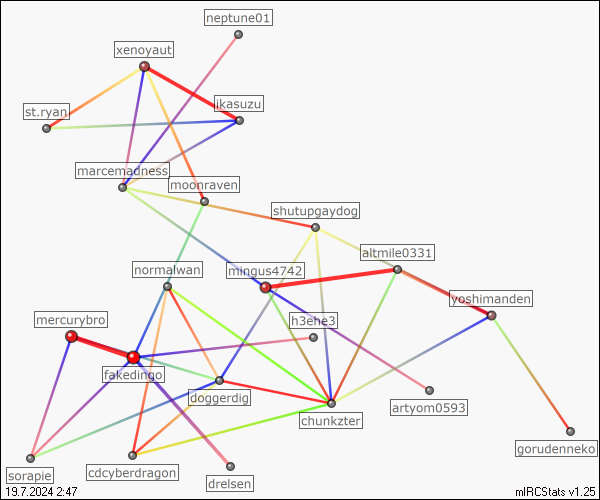 neptune01
xenoyaut
st.ryan
ikasuzu
marcemadness
moonraven
shutupgaydog
altmile0331
normalwan
mingus4742
yoshimanden
mercurybro
h3ehe3
fakedingo
doggerdig
artyom0593
chunkzter
gorudenneko
sorapie
cdcyberdragon
drelsen
19.7.2024 2:47
mIRCStats v1.25